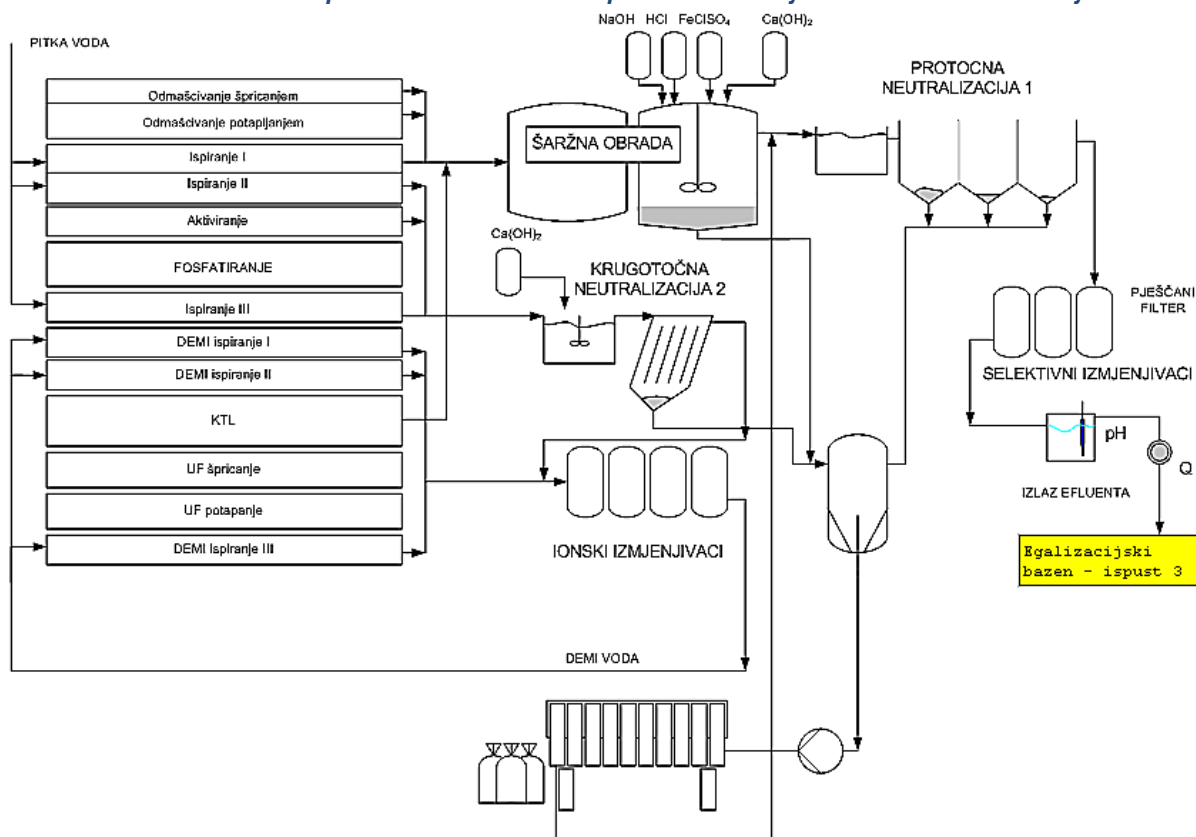 PITKA VODA
NaOH HCl FeClSO₄ Ca(OH)₂
Odmašcivanje špricanjem
Odmašcivanje potapljanjem
Ispiranje I
Ispiranje II
Aktiviranje
FOSFATIRANJE
Ispiranje III
DEMI ispiranje I
DEMI ispiranje II
KTL
UF špricanje
UF potapanje
DEMI Ispiranje III
ŠARŽNA OBRADA
PROTOCNA
NEUTRALIZACIJA 1
Ca(OH)₂
KRUGOTOČNA
NEUTRALIZACIJA 2
PJEŠČANI
FILTER
SELEKTIVNI IZMJENJIVACI
pH
Q
IZLAZ EFLUENTA
Egalizacijski
bazen - ispust 3
IONSKI IZMJENJIVACI
DEMI VODA